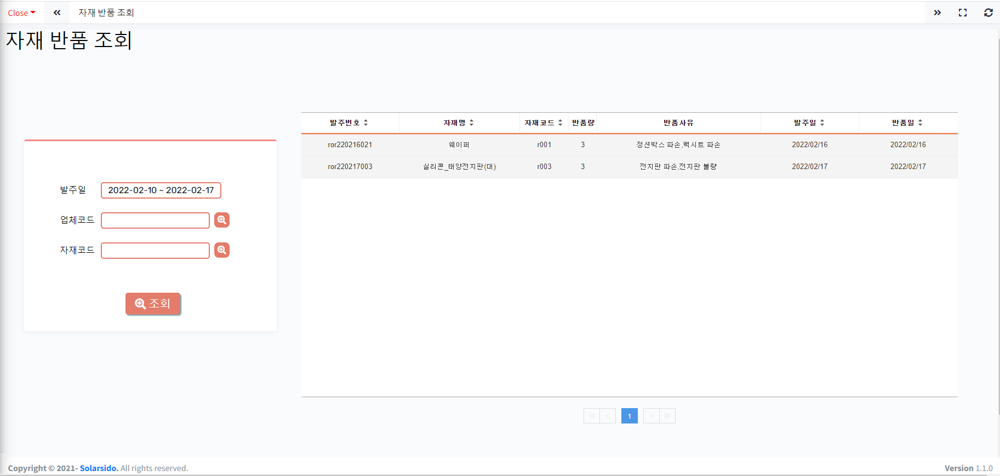 Close 자재 반품 조회
자재 반품 조회
발주일 2022-02-10 ~ 2022-02-17
업체코드
자재코드
조회
발주번호 자재명 자재코드 반품량 반품사유 발주일 반품일
ror220216021 웨이퍼 r001 3 정션박스 파손,백시트 파손 2022/02/16 2022/02/16
ror220217003 실리콘_태양전지판(대) r003 3 전지판 파손,전지판 불량 2022/02/17 2022/02/17
1
Copyright © 2021- Solarsido. All rights reserved. Version 1.1.0